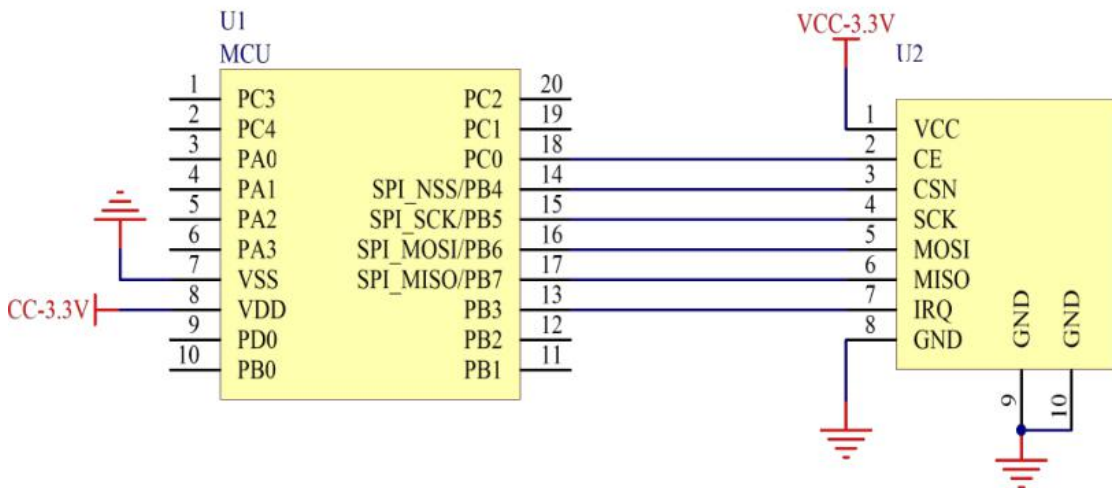 U1
MCU
1 PC3
2 PC4
3 PA0
4 PA1
5 PA2
6 PA3
7 VSS
8 VDD
9 PD0
10 PB0
CC-3.3V
PC2 20
PC1 19
PC0 18
SPI_NSS/PB4 14
SPI_SCK/PB5 15
SPI_MOSI/PB6 16
SPI_MISO/PB7 17
PB3 13
PB2 12
PB1 11
VCC-3.3V
U2
1 VCC
2 CE
3 CSN
4 SCK
5 MOSI
6 MISO
7 IRQ
8 GND
GND 9
GND 10